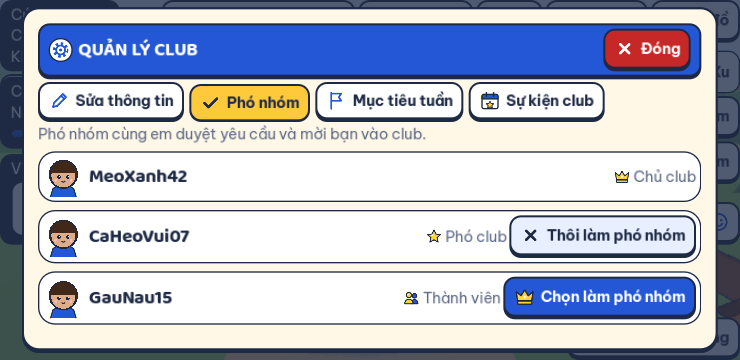 QUẢN LÝ CLUB
Đóng
Sửa thông tin
Phó nhóm
Mục tiêu tuần
Sự kiện club
Phó nhóm cùng em duyệt yêu cầu và mời bạn vào club.
MeoXanh42
Chủ club
CaHeoVui07
Phó club
Thôi làm phó nhóm
GauNau15
Thành viên
Chọn làm phó nhóm